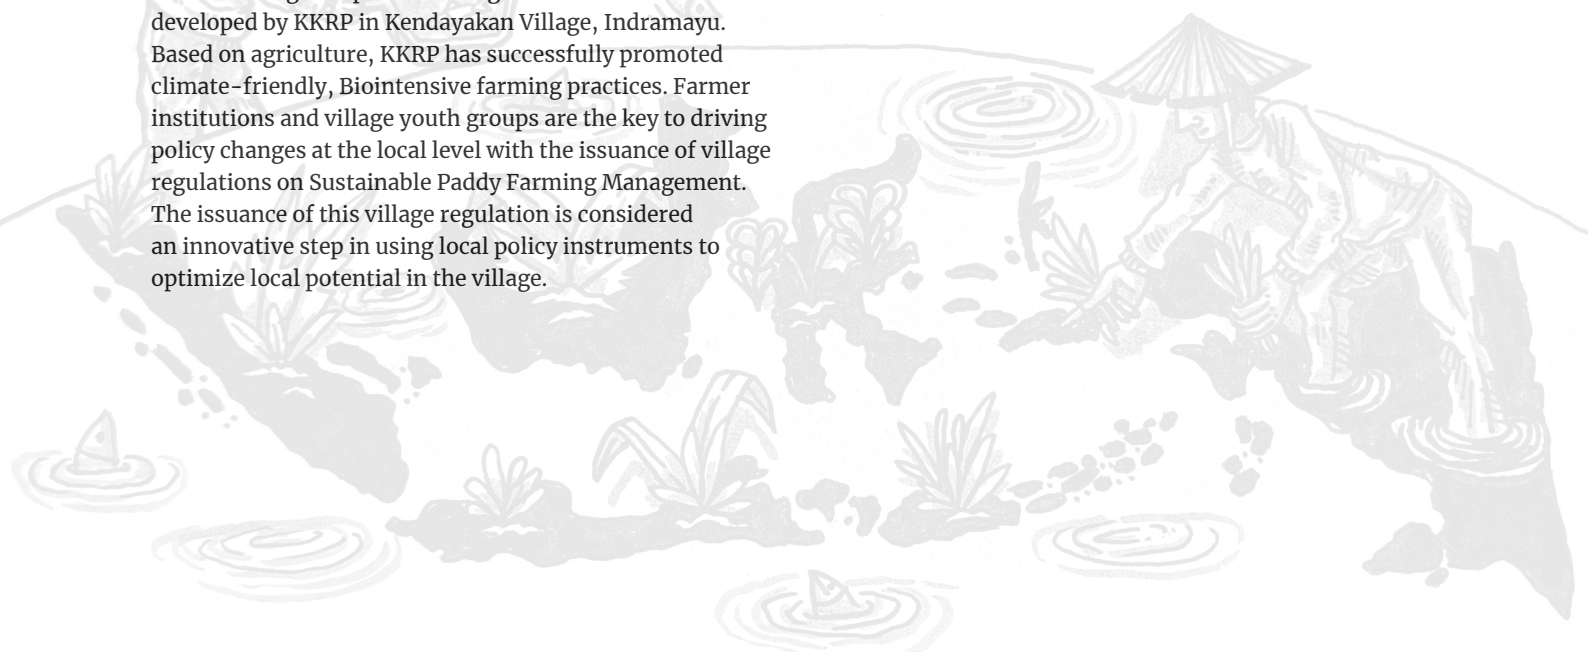 developed by KKRP in Kendayakan Village, Indramayu.
Based on agriculture, KKRP has successfully promoted
climate-friendly, Biointensive farming practices. Farmer
institutions and village youth groups are the key to driving
policy changes at the local level with the issuance of village
regulations on Sustainable Paddy Farming Management.
The issuance of this village regulation is considered
an innovative step in using local policy instruments to
optimize local potential in the village.